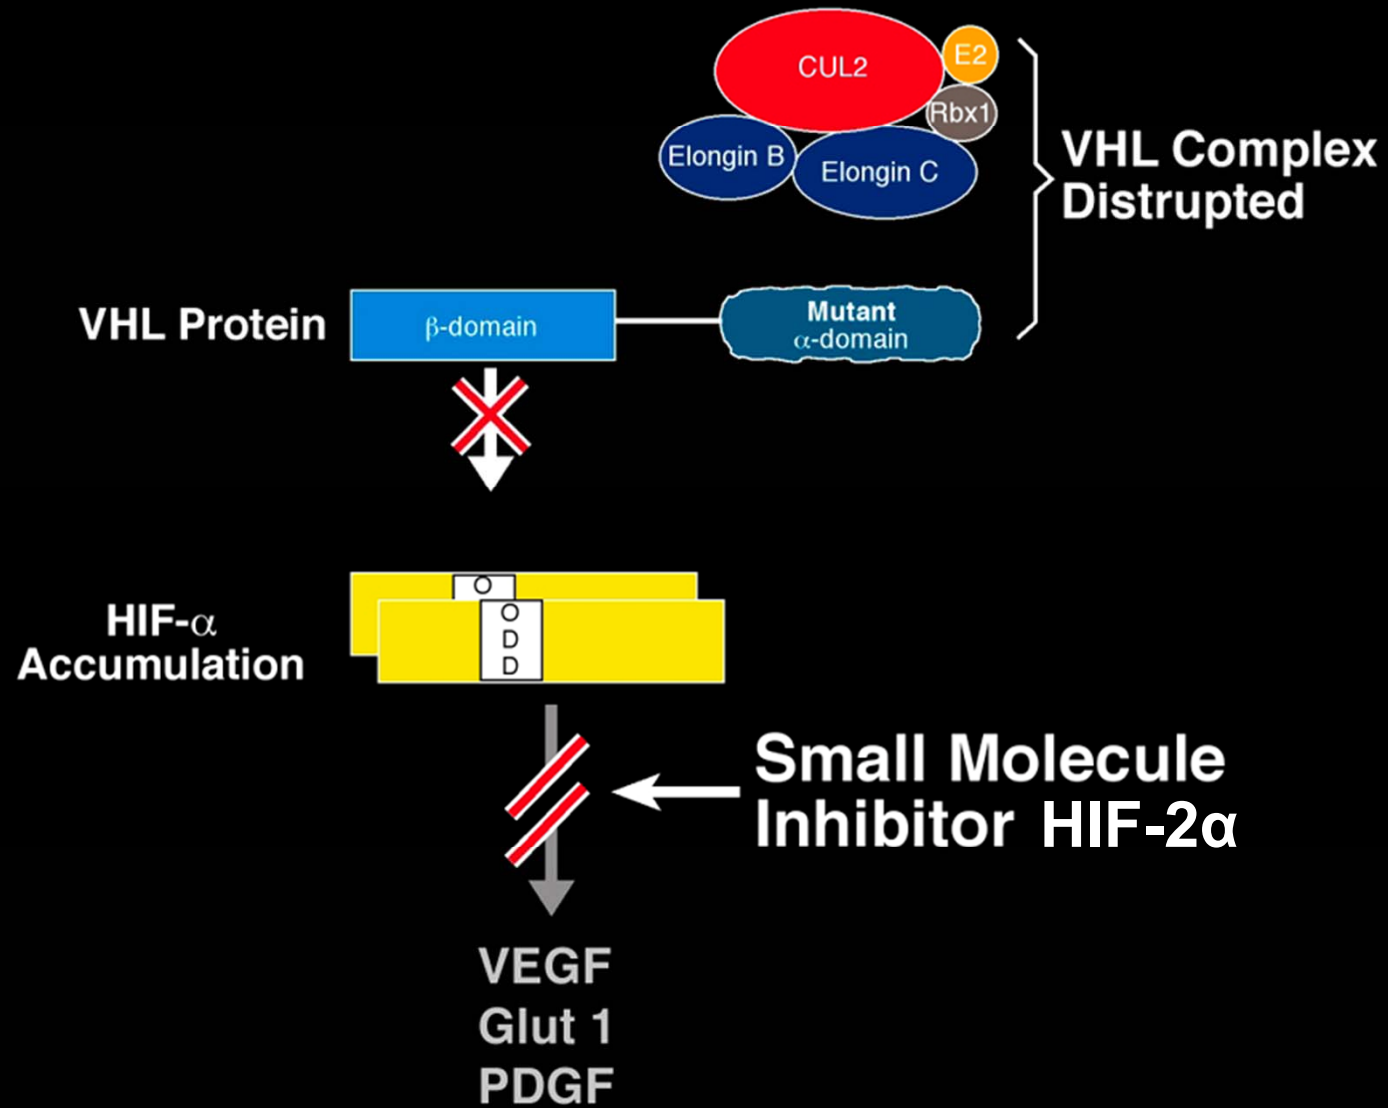 CUL2
E2
Rbx1
Elongin B
Elongin C
VHL Complex
Distrupted
VHL Protein
β-domain
Mutant
α-domain
HIF-α
Accumulation
O
O
D
D
Small Molecule
Inhibitor HIF-2α
VEGF
Glut 1
PDGF